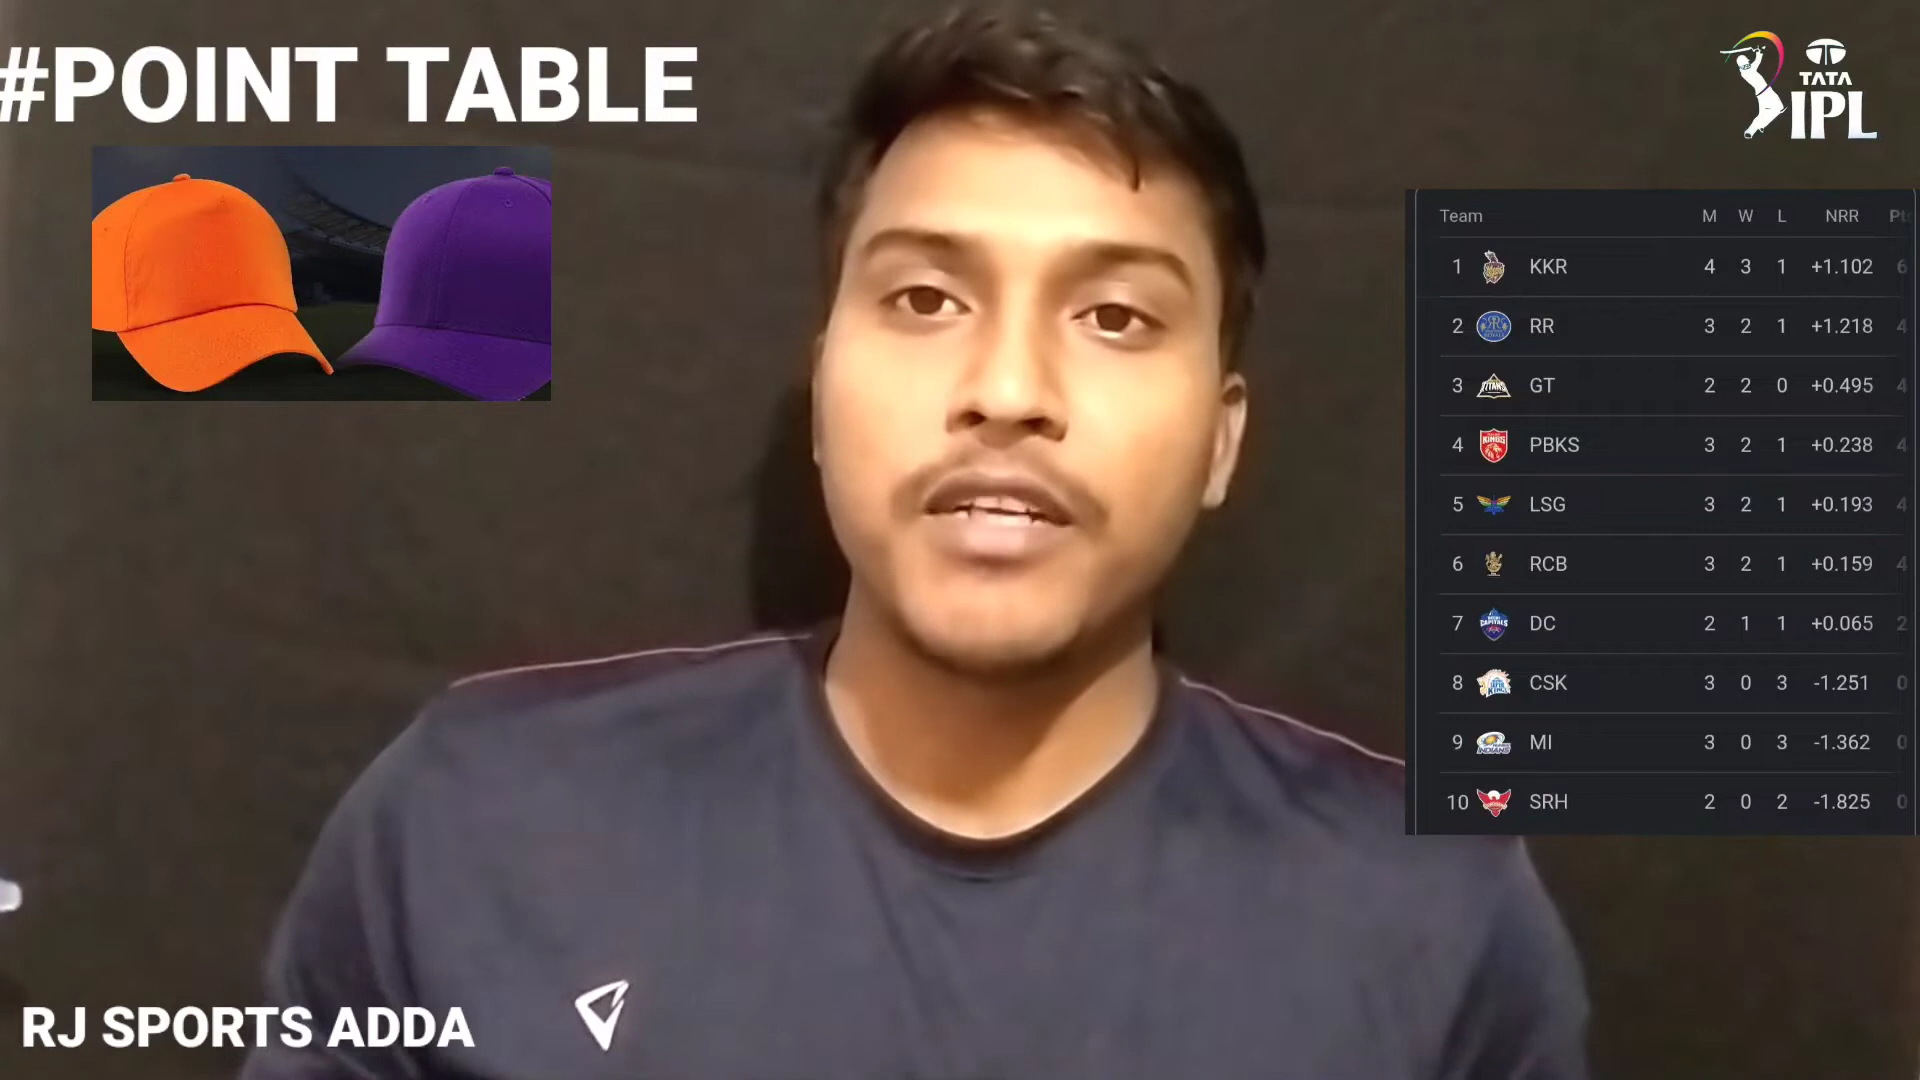 #POINT TABLE
TATA
IPL
Team M W L NRR
1 KKR 4 3 1 +1.102 6
2 RR 3 2 1 +1.218 4
3 GT 2 2 0 +0.495 4
4 PBKS 3 2 1 +0.238 4
5 LSG 3 2 1 +0.193 4
6 RCB 3 2 1 +0.159 4
7 DC 2 1 1 +0.065 2
8 CSK 3 0 3 -1.251 0
9 MI 3 0 3 -1.362 0
10 SRH 2 0 2 -1.825 0
RJ SPORTS ADDA